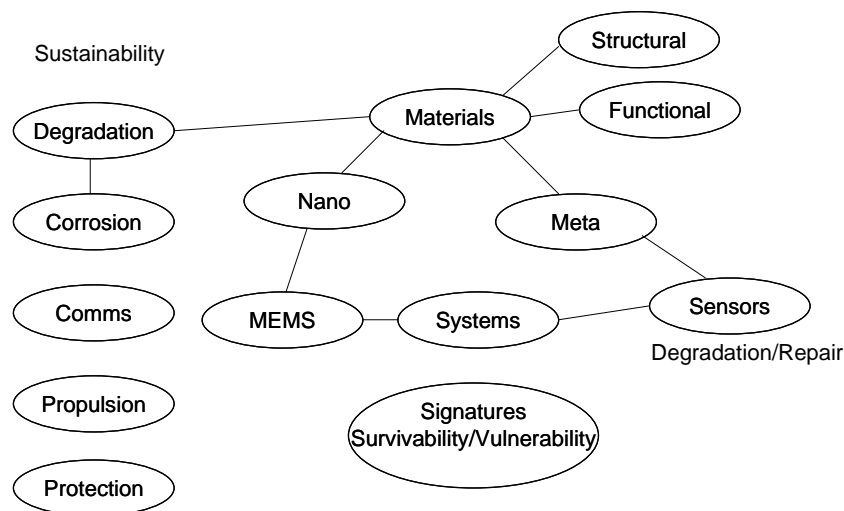 Structural
Sustainability
Materials
Functional
Degradation
Nano
Corrosion
Meta
Comms
MEMS
Systems
Sensors
Degradation/Repair
Propulsion
Signatures
Survivability/Vulnerability
Protection